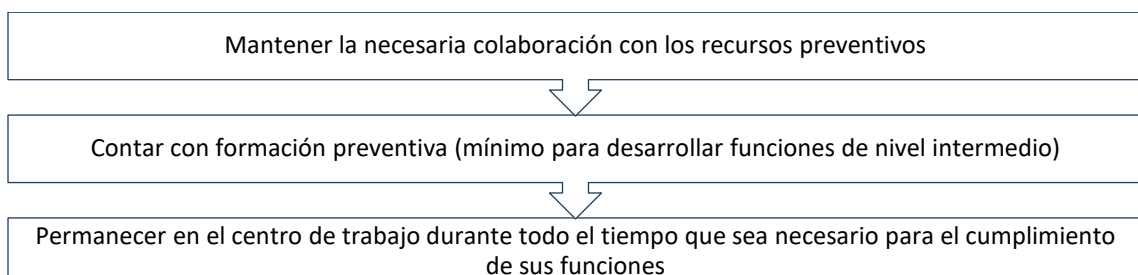 Mantener la necesaria colaboración con los recursos preventivos
Contar con formación preventiva (mínimo para desarrollar funciones de nivel intermedio)
Permanecer en el centro de trabajo durante todo el tiempo que sea necesario para el cumplimiento
de sus funciones